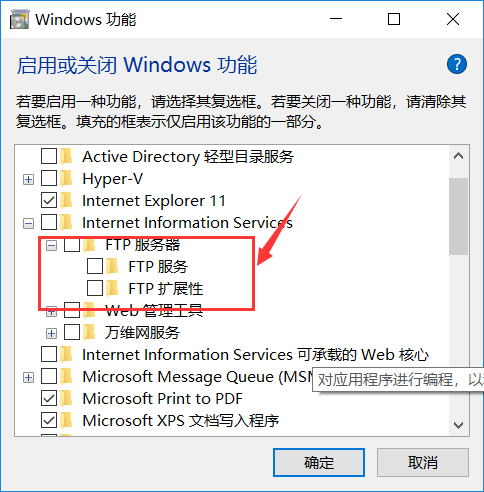 Windows 功能
启用或关闭 Windows 功能
?
若要启用一种功能，请选择其复选框。若要关闭一种功能，请清除其
复选框。填充的框表示仅启用该功能的一部分。
Active Directory 轻型目录服务
Hyper-V
Internet Explorer 11
Internet Information Services
FTP 服务器
FTP 服务
FTP 扩展性
Web 管理工具
万维网服务
Internet Information Services 可承载的 Web 核心
Microsoft Message Queue (MSM
对应用程序进行编程，以
Microsoft Print to PDF
Microsoft XPS 文档写入程序
确定
取消